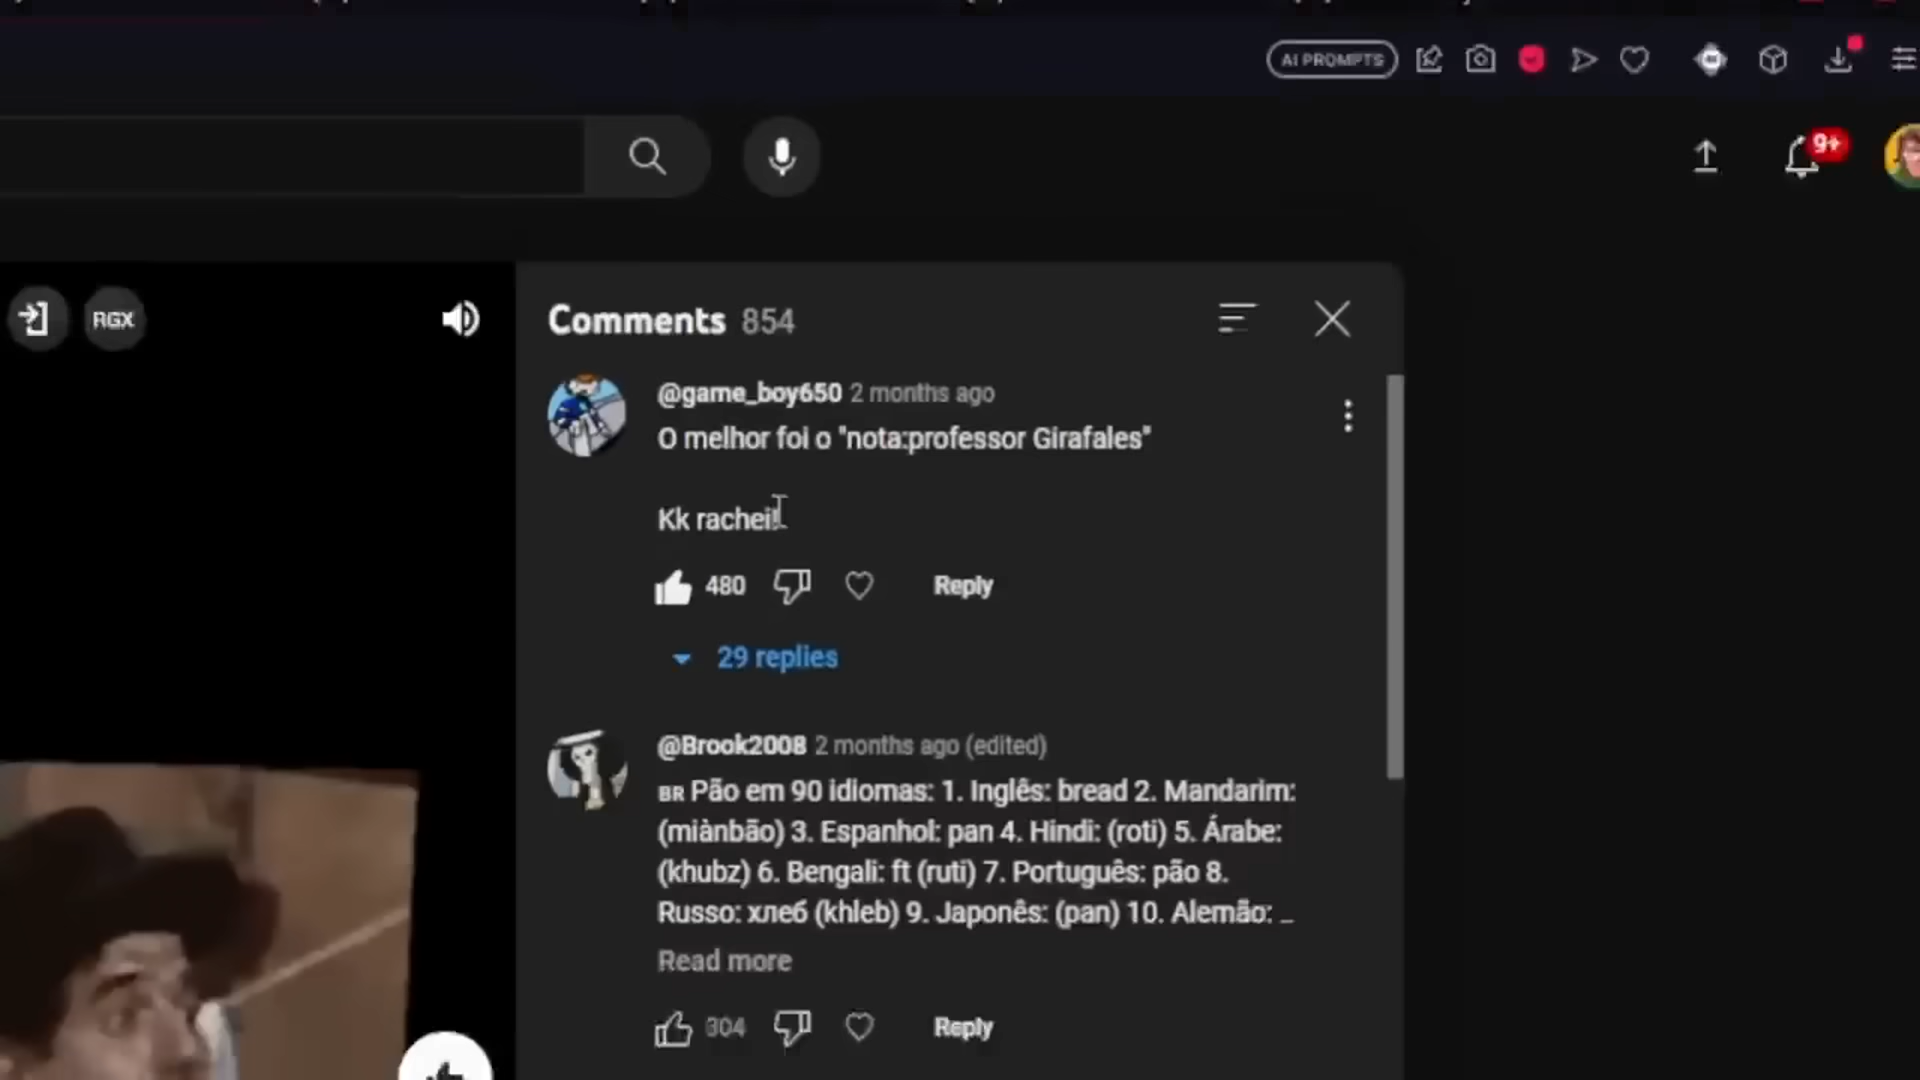 AI PROMPTS
9+
RGX
Comments 854
@game_boy650 2 months ago
O melhor foi o "nota:professor Girafales"
Kk rachei!
480
Reply
29 replies
@Brook2008 2 months ago (edited)
BR Pão em 90 idiomas: 1. Inglês: bread 2. Mandarim:
(miànbāo) 3. Espanhol: pan 4. Hindi: (roti) 5. Árabe:
(khubz) 6. Bengali: ft (ruti) 7. Português: pão 8.
Russo: хлеб (khleb) 9. Japonês: (pan) 10. Alemão: ...
Read more
304
Reply